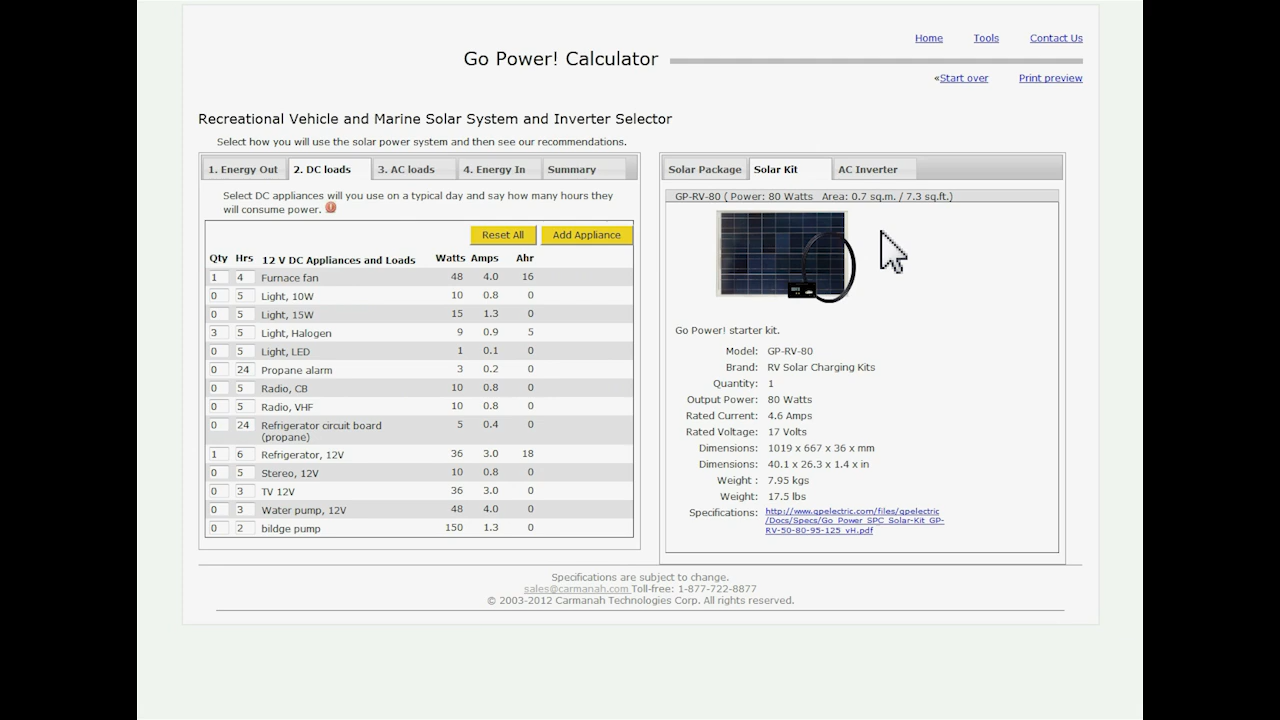 Home Tools Contact Us
Go Power! Calculator
«Start over Print preview
Recreational Vehicle and Marine Solar System and Inverter Selector
Select how you will use the solar power system and then see our recommendations.
1. Energy Out 2. DC loads 3. AC loads 4. Energy In Summary
Select DC appliances will you use on a typical day and say how many hours they
will consume power.
Reset All Add Appliance
Qty Hrs 12 V DC Appliances and Loads Watts Amps Ahr
1 4 Furnace fan 48 4.0 16
0 5 Light, 10W 10 0.8 0
0 5 Light, 15W 15 1.3 0
3 5 Light, Halogen 9 0.9 5
0 5 Light, LED 1 0.1 0
0 24 Propane alarm 3 0.2 0
0 5 Radio, CB 10 0.8 0
0 5 Radio, VHF 10 0.8 0
0 24 Refrigerator circuit board 5 0.4 0
(propane)
1 6 Refrigerator, 12V 36 3.0 18
0 5 Stereo, 12V 10 0.8 0
0 3 TV 12V 36 3.0 0
0 3 Water pump, 12V 48 4.0 0
0 2 bildge pump 150 1.3 0
Solar Package Solar Kit AC Inverter
GP-RV-80 ( Power: 80 Watts Area: 0.7 sq.m. / 7.3 sq.ft.)
Go Power! starter kit.
Model: GP-RV-80
Brand: RV Solar Charging Kits
Quantity: 1
Output Power: 80 Watts
Rated Current: 4.6 Amps
Rated Voltage: 17 Volts
Dimensions: 1019 x 667 x 36 x mm
Dimensions: 40.1 x 26.3 x 1.4 x in
Weight : 7.95 kgs
Weight: 17.5 lbs
Specifications: http://www.gpelectric.com/files/gpelectric
/Docs/Specs/Go_Power_SPC_Solar-Kit_GP-
RV-50-80-95-125_vH.pdf
Specifications are subject to change.
sales@carmanah.com Toll-free: 1-877-722-8877
© 2003-2012 Carmanah Technologies Corp. All rights reserved.